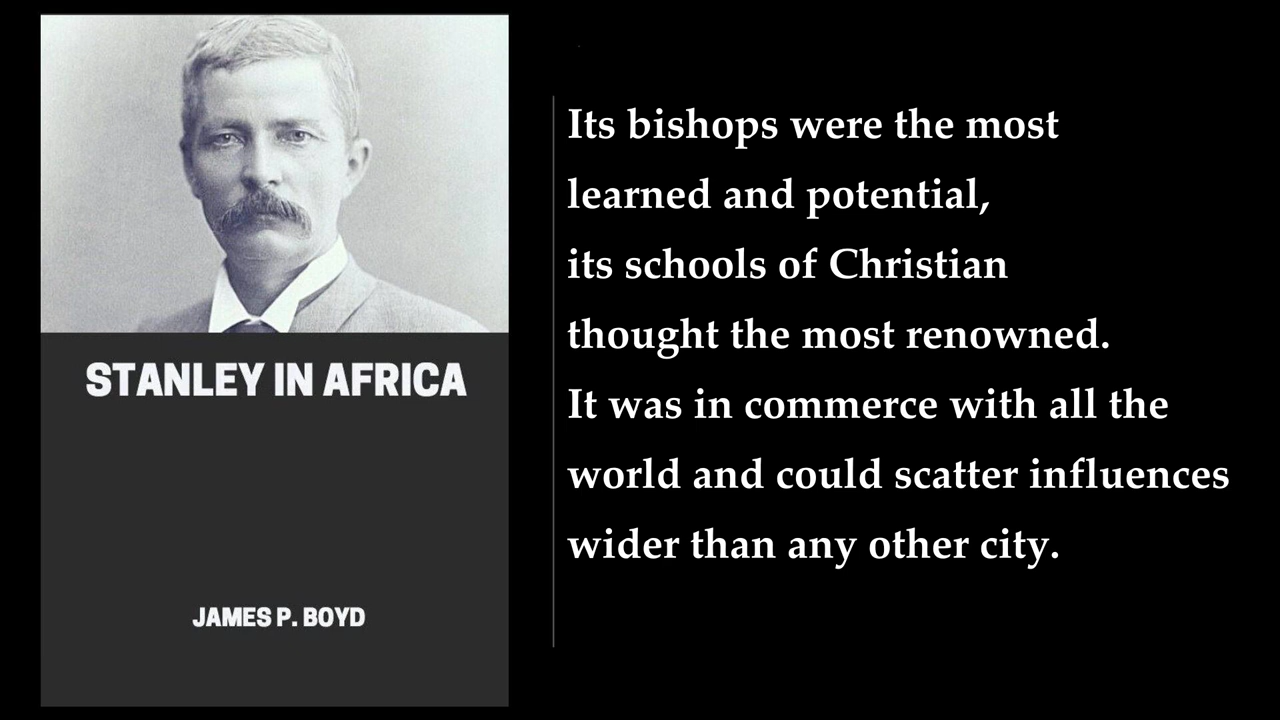 STANLEY IN AFRICA
JAMES P. BOYD
Its bishops were the most
learned and potential,
its schools of Christian
thought the most renowned.
It was in commerce with all the
world and could scatter influences
wider than any other city.